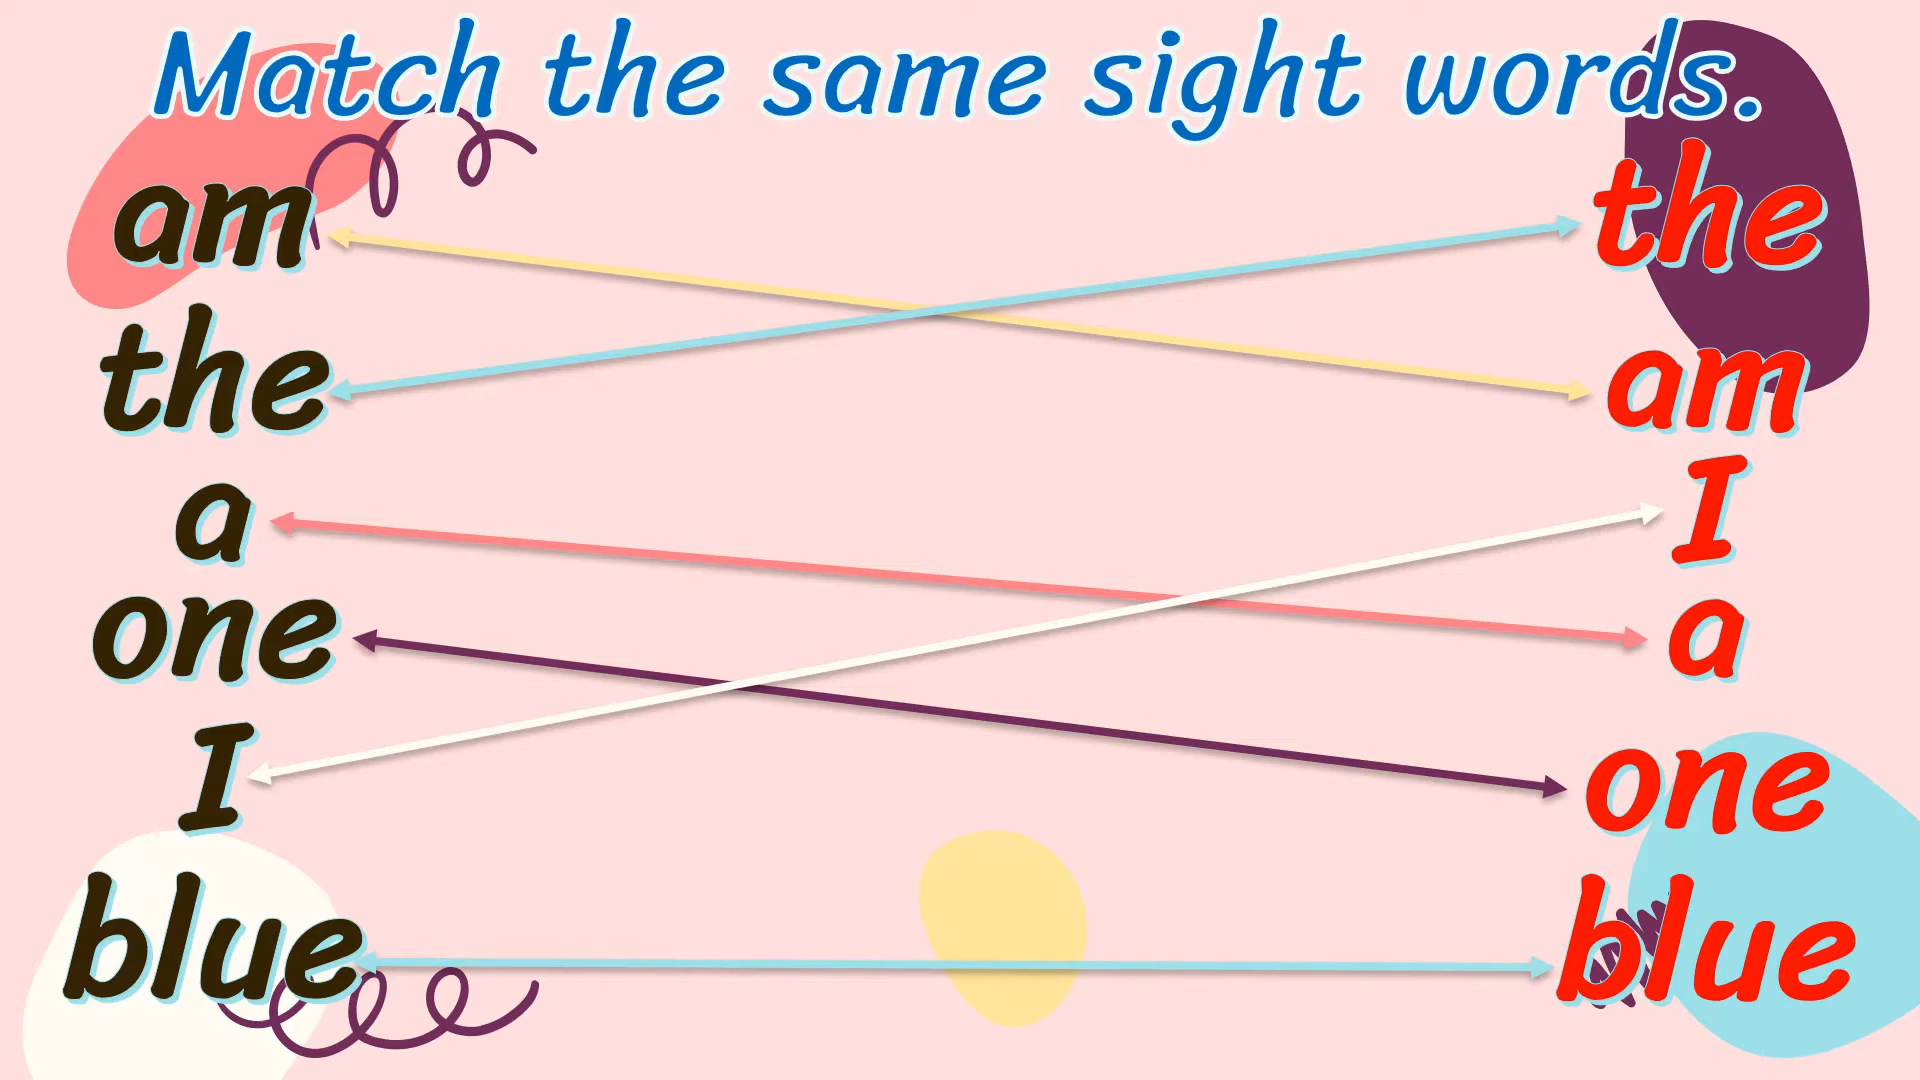 Match the same sight words.
am the
the am
a I
one a
I one
blue blue